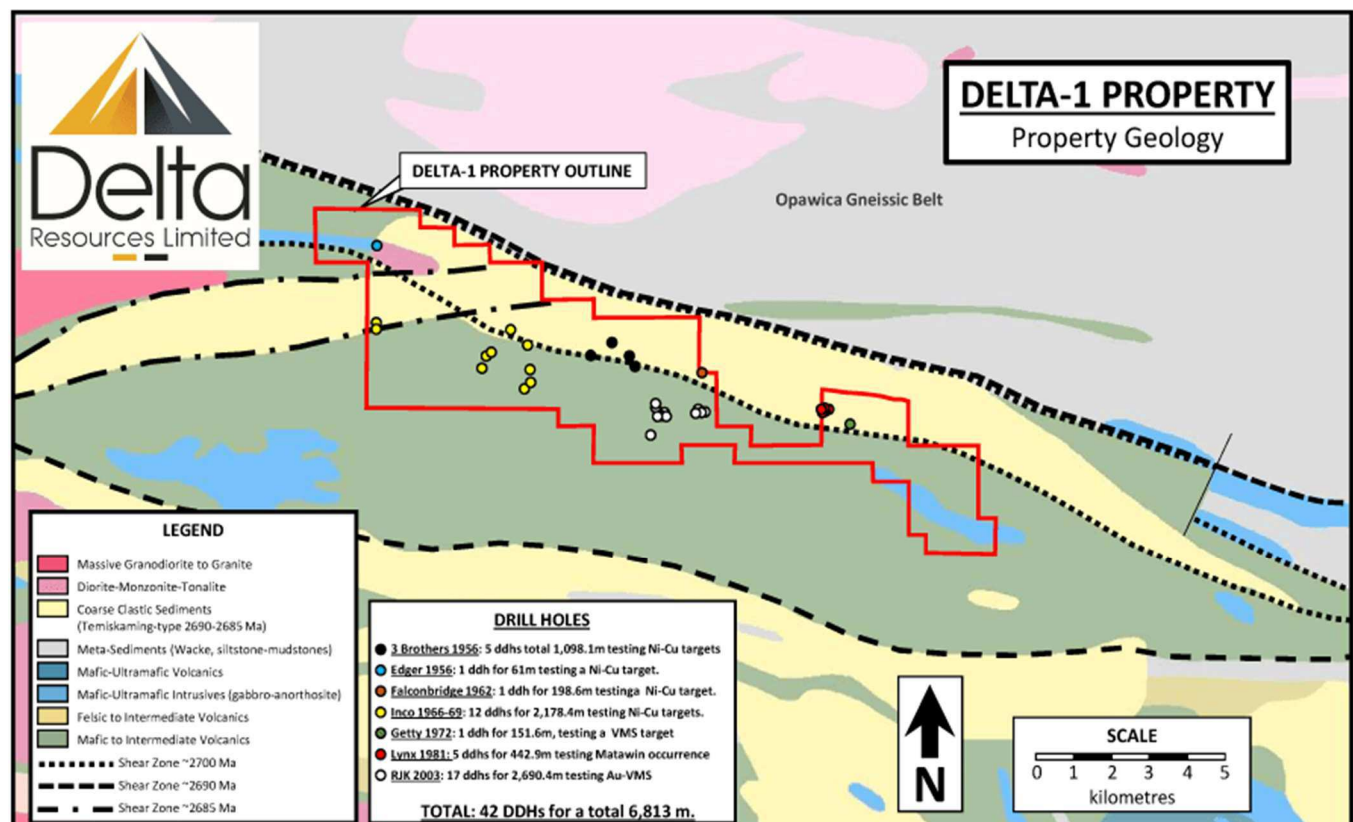 Delta
Resources Limited
DELTA-1 PROPERTY
Property Geology
DELTA-1 PROPERTY OUTLINE
Opawica Gneissic Belt
LEGEND
Massive Granodiorite to Granite
Diorite-Monzonite-Tonalite
Coarse Clastic Sediments
(Temiskaming-type 2690-2685 Ma)
Meta-Sediments (Wacke, siltstone-mudstones)
Mafic-Ultramafic Volcanics
Mafic-Ultramafic Intrusives (gabbro-anorthosite)
Felsic to Intermediate Volcanics
Mafic to Intermediate Volcanics
Shear Zone ~2700 Ma
Shear Zone ~2690 Ma
Shear Zone ~2685 Ma
DRILL HOLES
3 Brothers 1956: 5 ddhs total 1,098.1m testing Ni-Cu targets
Edger 1956: 1 ddh for 61m testing a Ni-Cu target.
Falconbridge 1962: 1 ddh for 198.6m testinga Ni-Cu target.
Inco 1966-69: 12 ddhs for 2,178.4m testing Ni-Cu targets.
Getty 1972: 1 ddh for 151.6m, testing a VMS target
Lynx 1981: 5 ddhs for 442.9m testing Matawin occurrence
RJK 2003: 17 ddhs for 2,690.4m testing Au-VMS
TOTAL: 42 DDHs for a total 6,813 m.
N
SCALE
0 1 2 3 4 5
kilometres